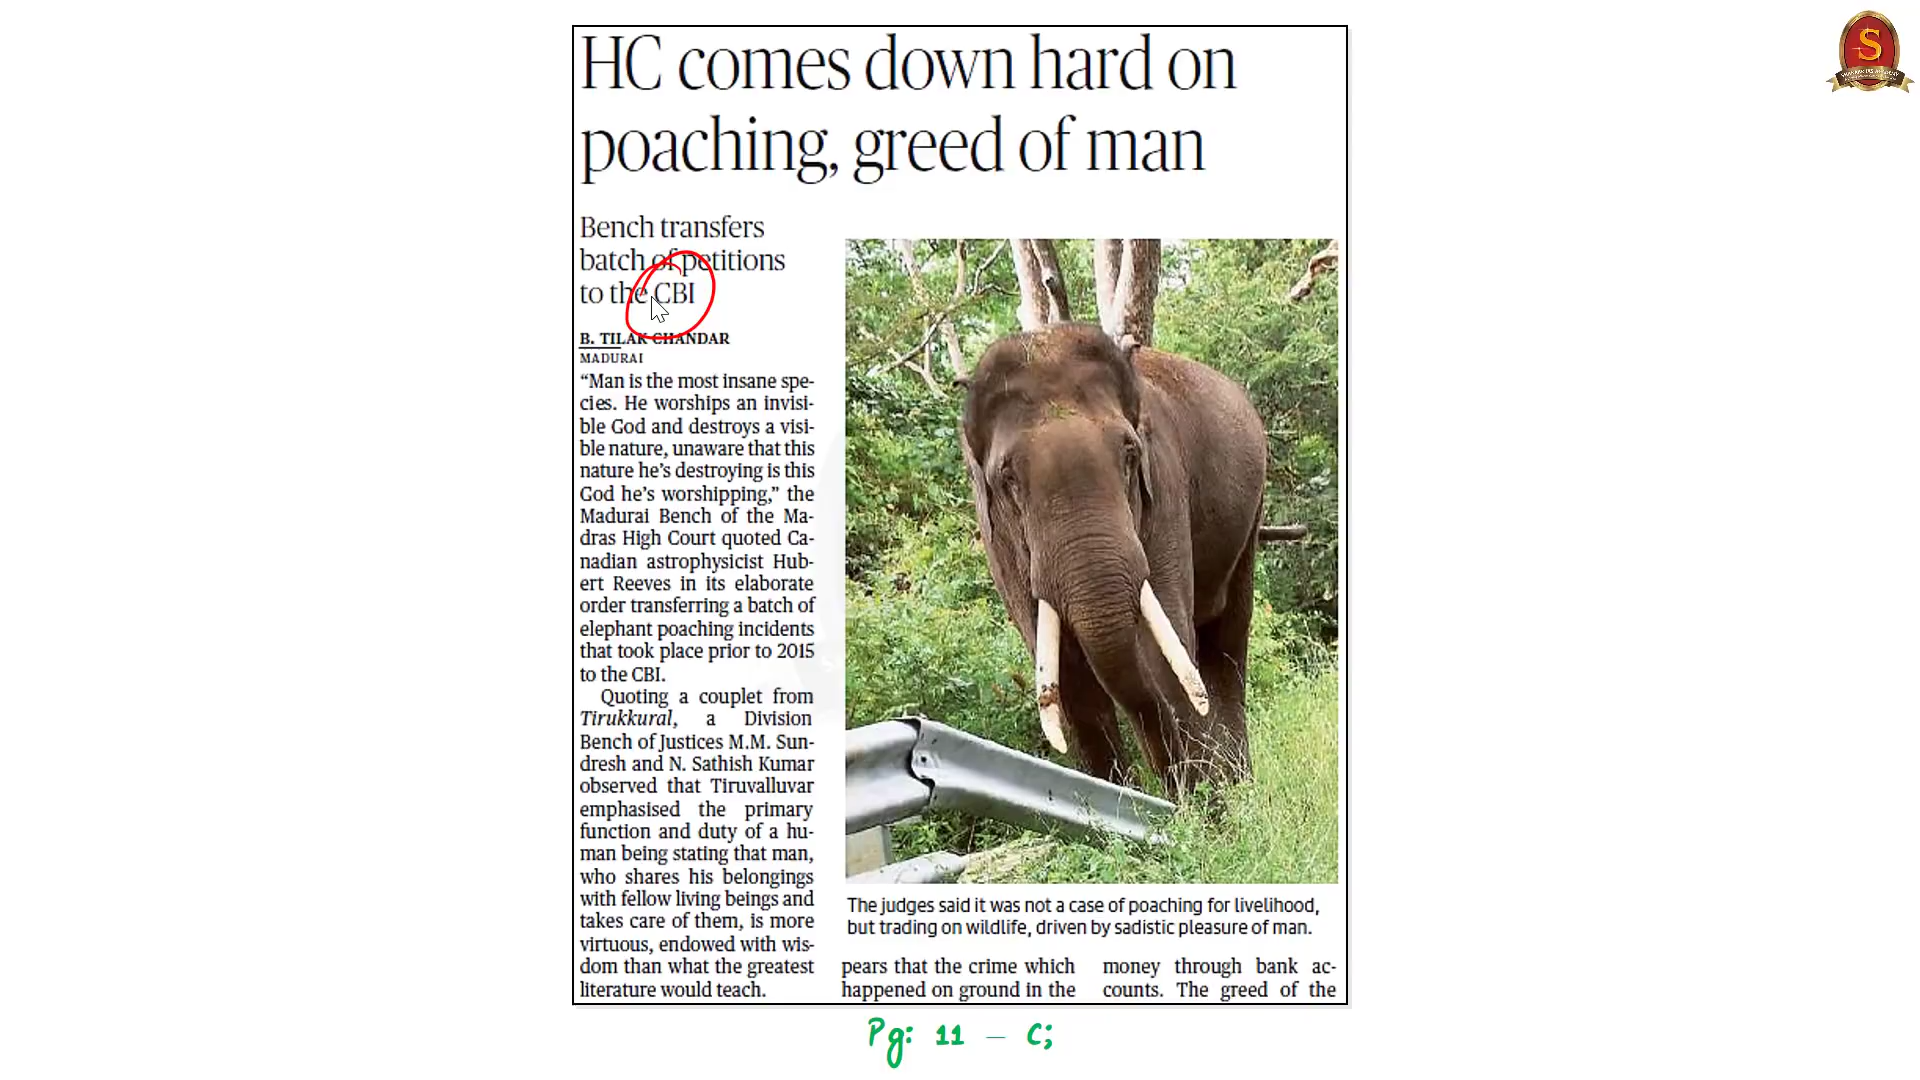 HC comes down hard on
poaching, greed of man
Bench transfers
batch of petitions
to the CBI
B. TILAK CHANDAR
MADURAI
“Man is the most insane spe-
cies. He worships an invisi-
ble God and destroys a visi-
ble nature, unaware that this
nature he’s destroying is this
God he’s worshipping,” the
Madurai Bench of the Ma-
dras High Court quoted Ca-
nadian astrophysicist Hub-
ert Reeves in its elaborate
order transferring a batch of
elephant poaching incidents
that took place prior to 2015
to the CBI.
Quoting a couplet from
Tirukkural, a Division
Bench of Justices M.M. Sun-
dresh and N. Sathish Kumar
observed that Tiruvalluvar
emphasised the primary
function and duty of a hu-
man being stating that man,
who shares his belongings
with fellow living beings and
takes care of them, is more
virtuous, endowed with wis-
dom than what the greatest
literature would teach.
The judges said it was not a case of poaching for livelihood,
but trading on wildlife, driven by sadistic pleasure of man.
pears that the crime which
happened on ground in the
money through bank ac-
counts. The greed of the
Pg: 11 – C;
S